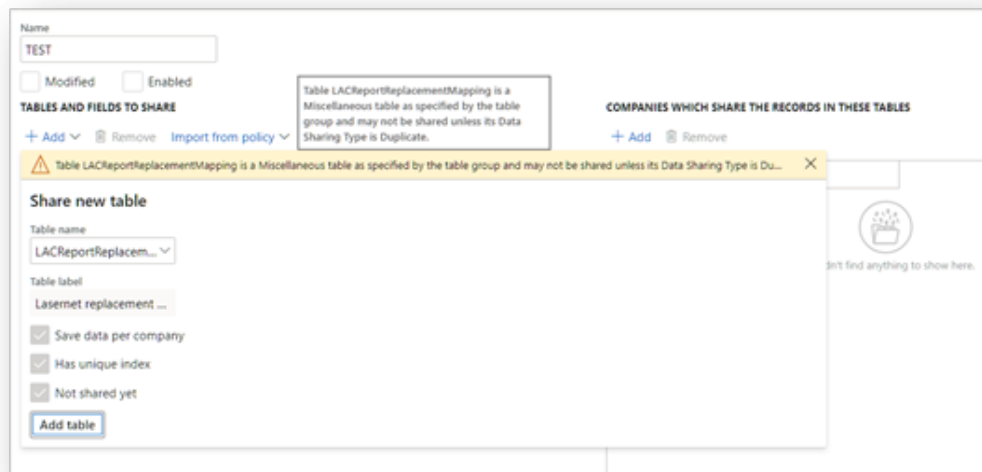 Name
TEST
Modified
Enabled
TABLES AND FIELDS TO SHARE
+ Add
Remove
Import from policy
Table LACReportReplacementMapping is a
Miscellaneous table as specified by the table
group and may not be shared unless its Data
Sharing Type is Duplicate.
COMPANIES WHICH SHARE THE RECORDS IN THESE TABLES
+ Add
Remove
Table LACReportReplacementMapping is a Miscellaneous table as specified by the table group and may not be shared unless its Data Sharing Type is Du...
Share new table
Table name
LACReportReplacem...
Table label
Lasernet replacement ...
Save data per company
Has unique index
Not shared yet
Add table
dn't find anything to show here.